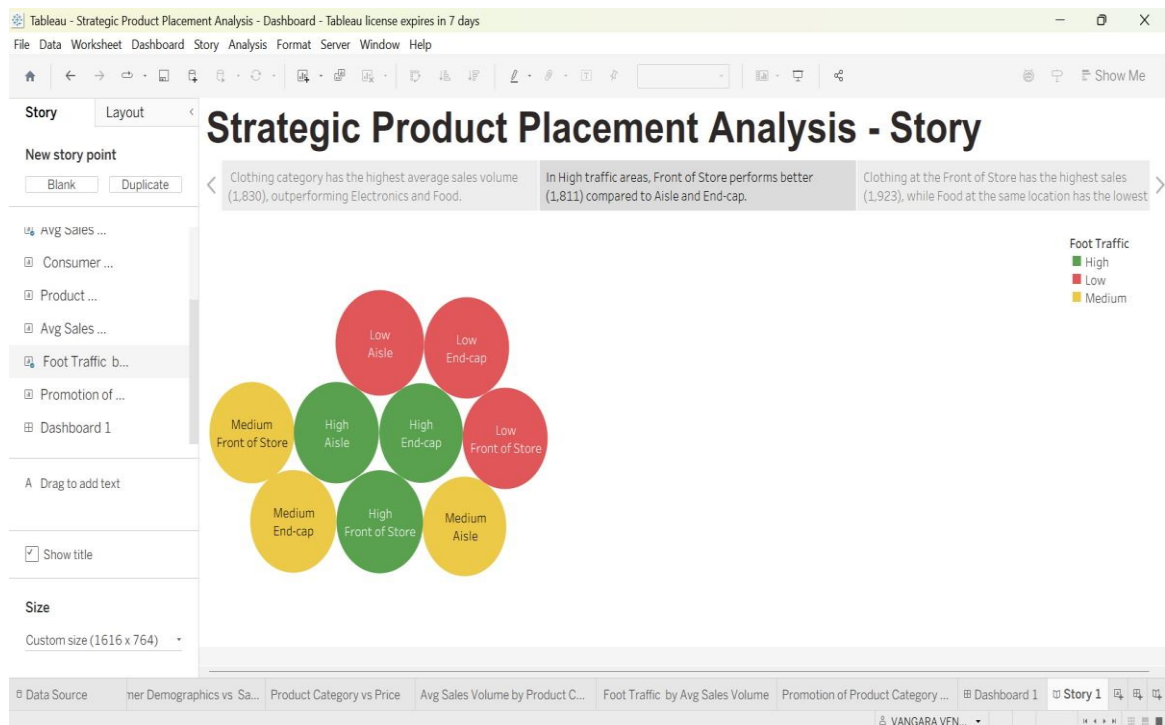 Tableau - Strategic Product Placement Analysis - Dashboard - Tableau license expires in 7 days
File Data Worksheet Dashboard Story Analysis Format Server Window Help
Show Me
Story Layout
New story point
Blank Duplicate
Avg Sales ...
Consumer ...
Product ...
Avg Sales ...
Foot Traffic b...
Promotion of ...
Dashboard 1
A Drag to add text
Show title
Size
Custom size (1616 x 764)
Strategic Product Placement Analysis - Story
Clothing category has the highest average sales volume
(1,830), outperforming Electronics and Food.
In High traffic areas, Front of Store performs better
(1,811) compared to Aisle and End-cap.
Clothing at the Front of Store has the highest sales
(1,923), while Food at the same location has the lowest
Foot Traffic
High
Low
Medium
Low
Aisle
Low
End-cap
Medium
Front of Store
High
Aisle
High
End-cap
Low
Front of Store
Medium
End-cap
High
Front of Store
Medium
Aisle
Data Source mer Demographics vs Sa... Product Category vs Price Avg Sales Volume by Product C... Foot Traffic by Avg Sales Volume Promotion of Product Category ... Dashboard 1 Story 1
VANGARA VEN...